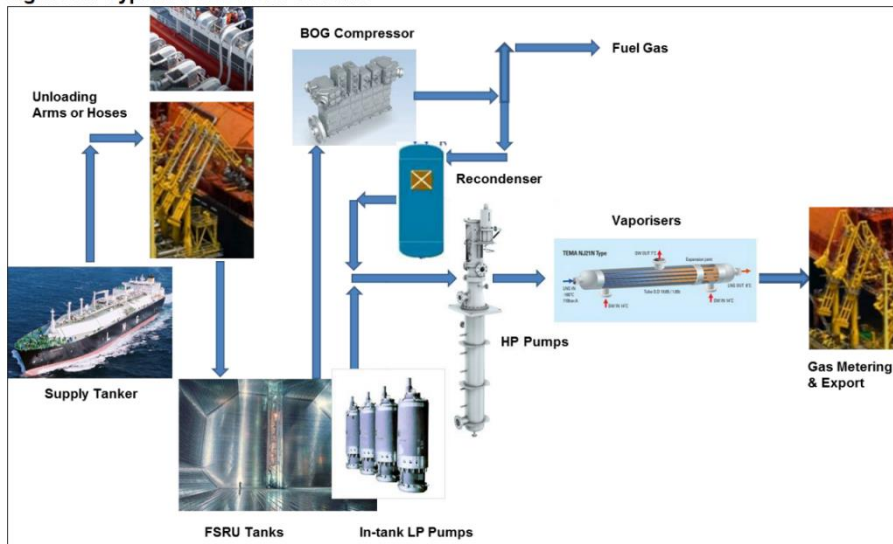 BOG Compressor
Fuel Gas
Unloading
Arms or Hoses
Recondenser
Vaporisers
TEMA NJ21N Type
HP Pumps
Supply Tanker
Gas Metering
& Export
FSRU Tanks
In-tank LP Pumps